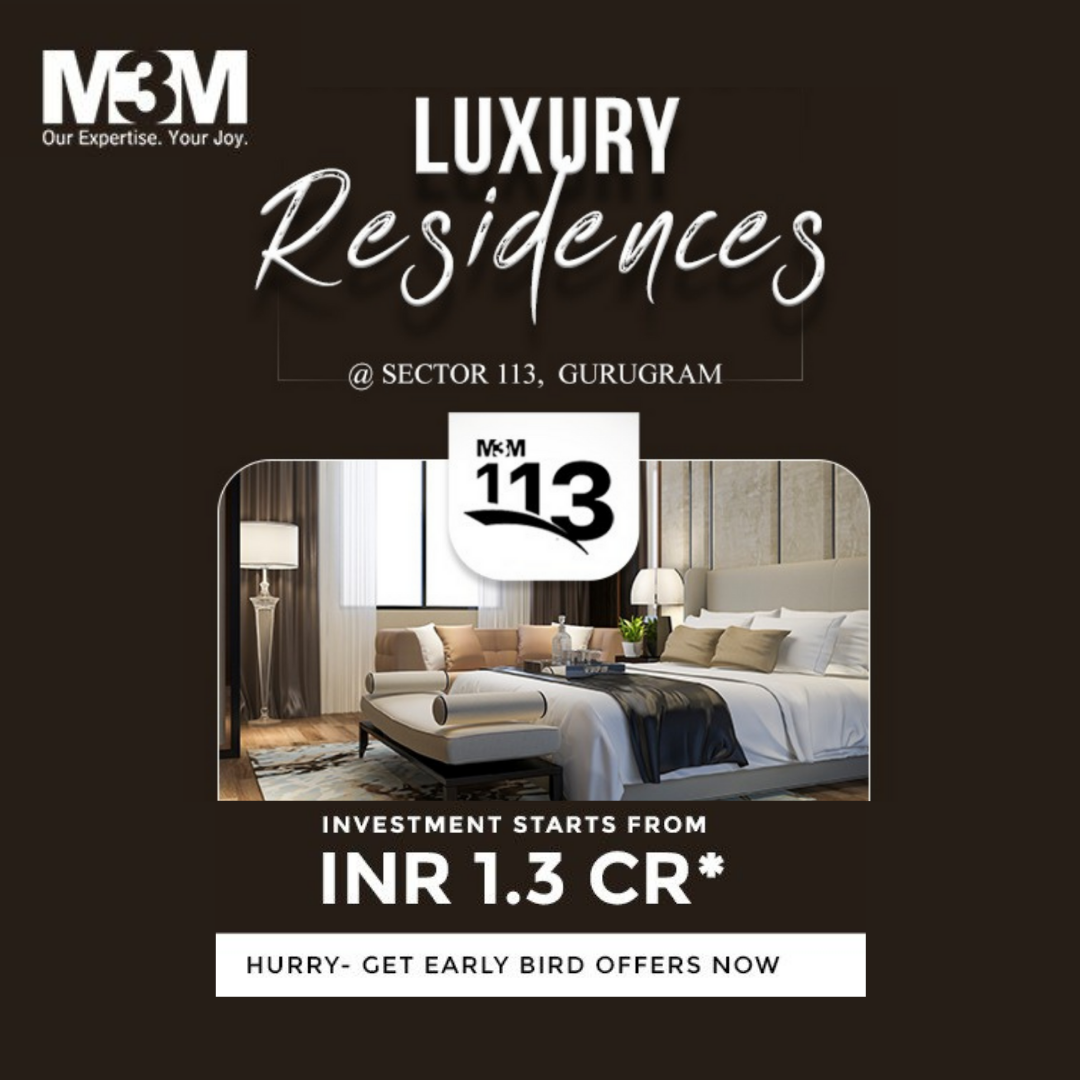 M3M
Our Expertise. Your Joy.
LUXURY
Residences
@ SECTOR 113, GURUGRAM
M3M
113
INVESTMENT STARTS FROM
INR 1.3 CR*
HURRY- GET EARLY BIRD OFFERS NOW